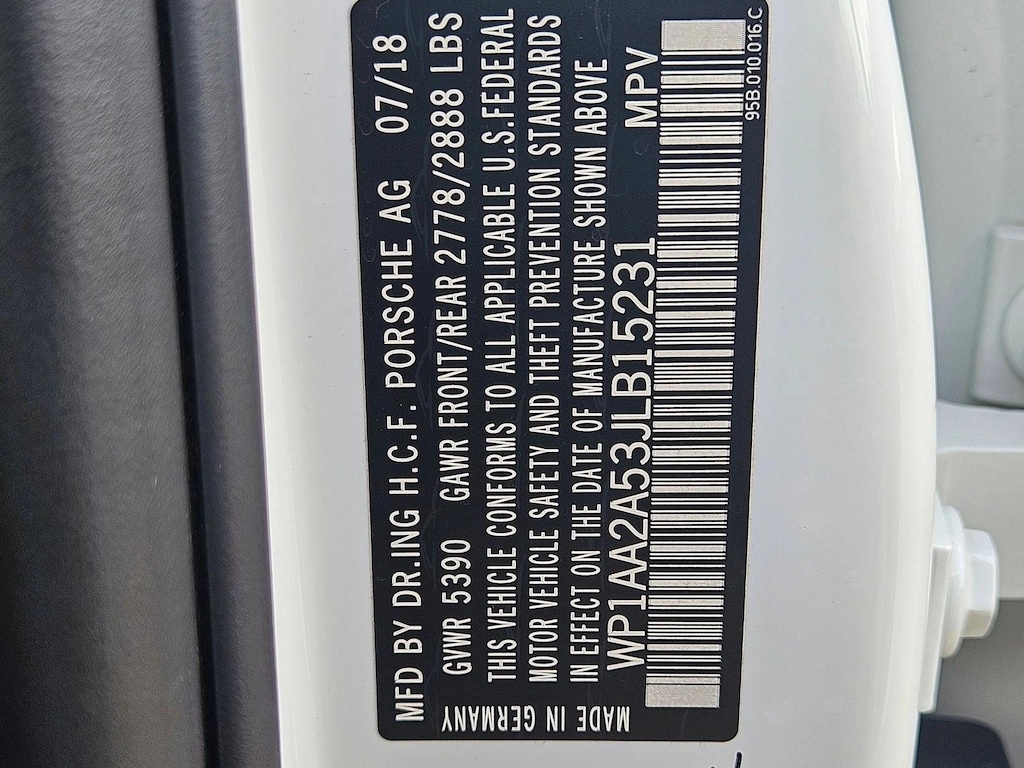 MFD BY DR.ING H.C.F. PORSCHE AG 07/18
GVWR 5390 GAWR FRONT/REAR 2778/2888 LBS
THIS VEHICLE CONFORMS TO ALL APPLICABLE U.S.FEDERAL
MOTOR VEHICLE SAFETY AND THEFT PREVENTION STANDARDS
IN EFFECT ON THE DATE OF MANUFACTURE SHOWN ABOVE
WP1AA2A53JLB15231 MPV
95B.010.016.C
MADE IN GERMANY